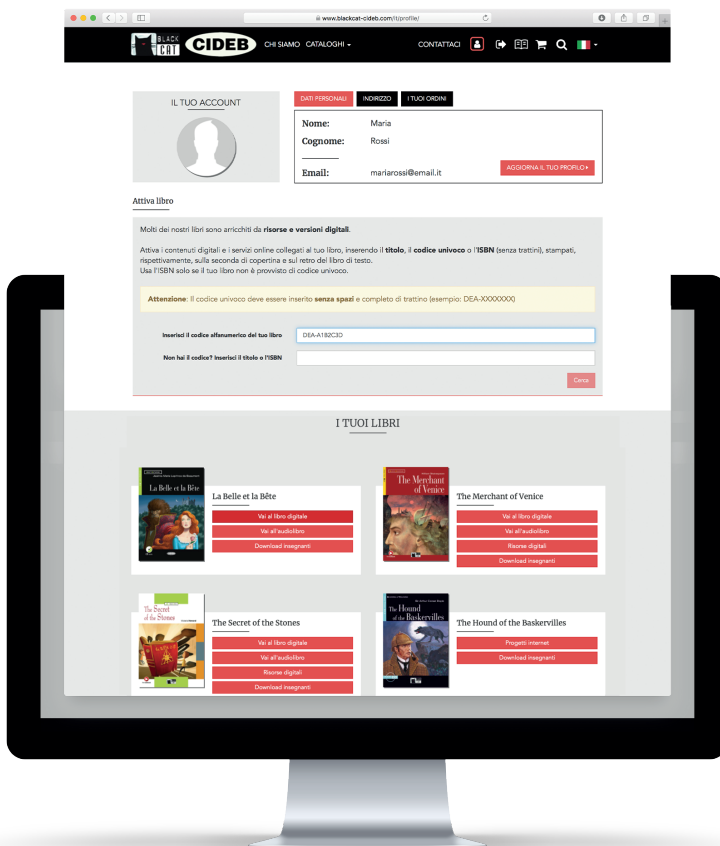 www.blackcat-cideb.com/it/profile/
BLACK CAT
CIDEB
CHI SIAMO CATALOGHI
CONTATTACI
IL TUO ACCOUNT
DATI PERSONALI
INDIRIZZO
I TUOI ORDINI
Nome: Maria
Cognome: Rossi
Email: mariarossi@email.it
AGGIORNA IL TUO PROFILO
Attiva libro
Molti dei nostri libri sono arricchiti da risorse e versioni digitali.
Attiva i contenuti digitali e i servizi online collegati al tuo libro, inserendo il titolo, il codice univoco o l'ISBN (senza trattini), stampati,
rispettivamente, sulla seconda di copertina e sul retro del libro di testo.
Usa l'ISBN solo se il tuo libro non è provvisto di codice univoco.
Attenzione: Il codice univoco deve essere inserito senza spazi e completo di trattino (esempio: DEA-XXXXXXX)
Inserisci il codice alfanumerico del tuo libro
DEA-A1B2C3D
Non hai il codice? Inserisci il titolo o l'ISBN
Cerca
I TUOI LIBRI
La Belle et la Bête
La Belle et la Bête
Vai al libro digitale
Vai all'audiolibro
Download insegnanti
The Merchant
of Venice
The Merchant of Venice
Vai al libro digitale
Vai all'audiolibro
Risorse digitali
Download insegnanti
The Secret
of the Stones
The Secret of the Stones
Vai al libro digitale
Vai all'audiolibro
Risorse digitali
Download insegnanti
The Hound
of the Baskervilles
The Hound of the Baskervilles
Progetti internet
Download insegnanti